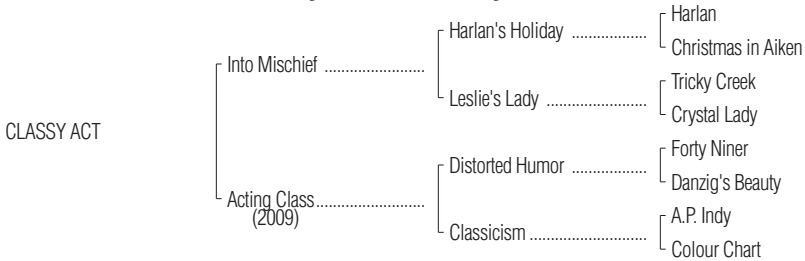 Harlan
Harlan's Holiday ..................
Christmas in Aiken
Into Mischief ........................
Tricky Creek
Leslie's Lady ........................
Crystal Lady
CLASSY ACT
Forty Niner
Distorted Humor ..................
Danzig's Beauty
Acting Class..........................
(2009)
A.P. Indy
Classicism ............................
Colour Chart